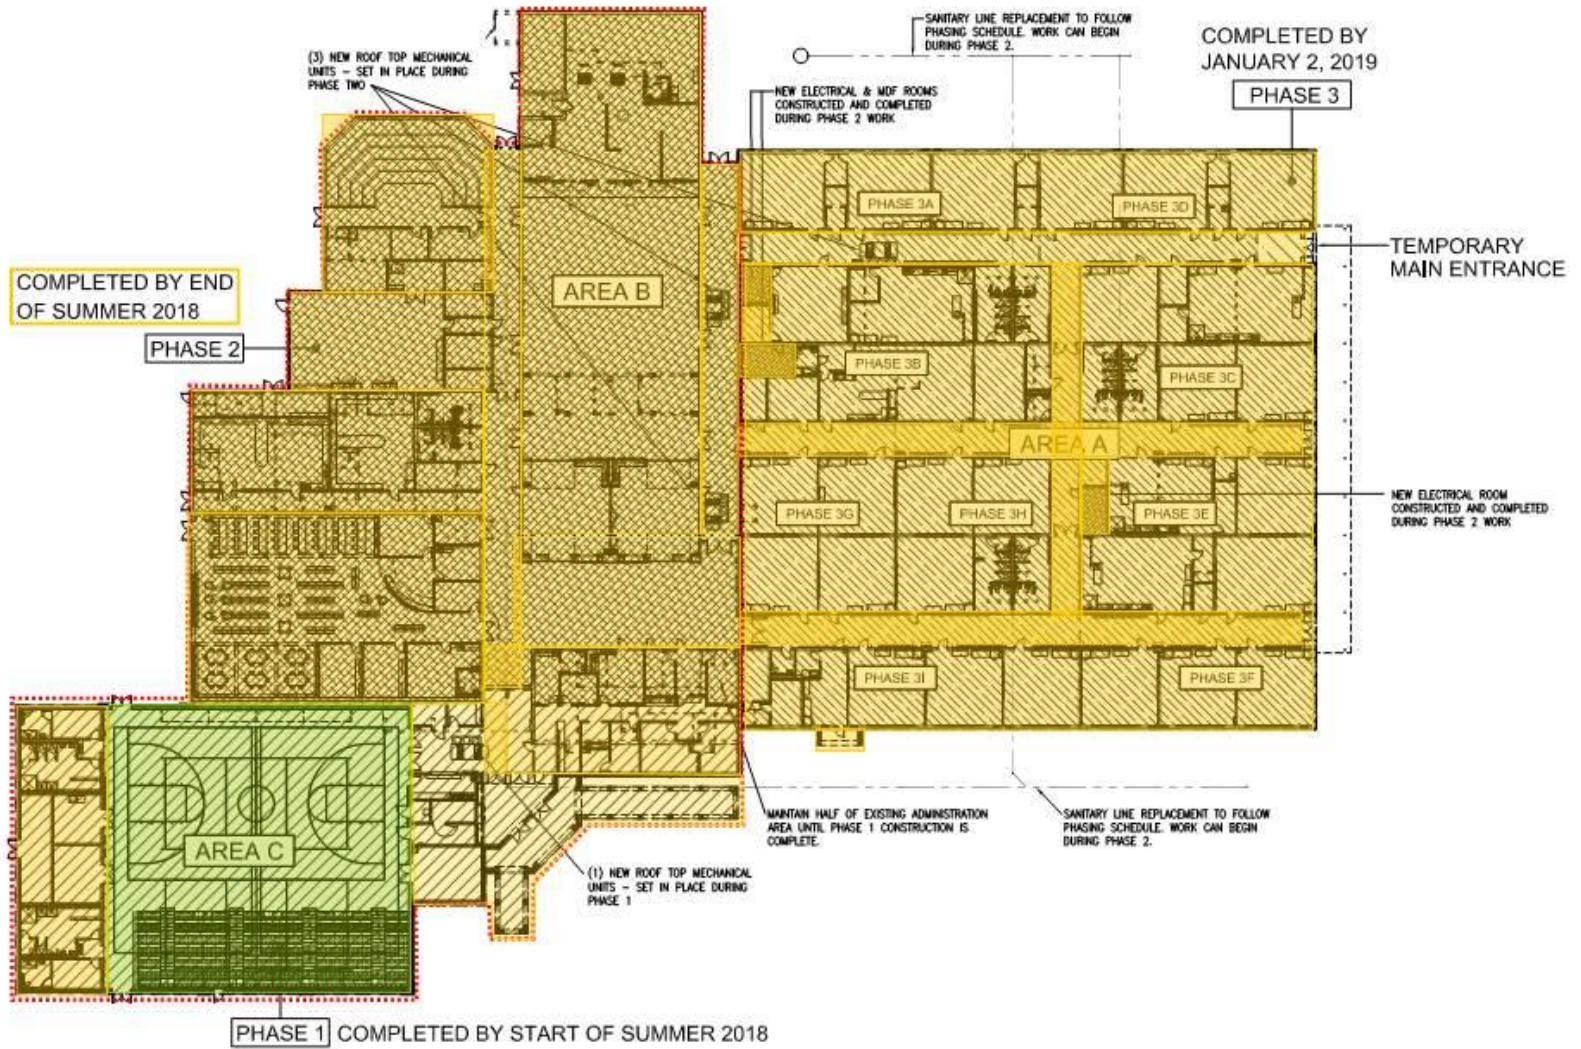 SANITARY LINE REPLACEMENT TO FOLLOW
PHASING SCHEDULE. WORK CAN BEGIN
DURING PHASE 2.
COMPLETED BY
JANUARY 2, 2019
PHASE 3
(3) NEW ROOF TOP MECHANICAL
UNITS - SET IN PLACE DURING
PHASE TWO
NEW ELECTRICAL & MDF ROOMS
CONSTRUCTED AND COMPLETED
DURING PHASE 2 WORK
PHASE 3A
PHASE 3D
TEMPORARY
MAIN ENTRANCE
COMPLETED BY END
OF SUMMER 2018
AREA B
PHASE 2
PHASE 3B
PHASE 3C
AREA A
PHASE 3G
PHASE 3H
PHASE 3E
NEW ELECTRICAL ROOM
CONSTRUCTED AND COMPLETED
DURING PHASE 2 WORK
PHASE 3I
PHASE 3F
MAINTAIN HALF OF EXISTING ADMINISTRATION
AREA UNTIL PHASE 1 CONSTRUCTION IS
COMPLETE.
SANITARY LINE REPLACEMENT TO FOLLOW
PHASING SCHEDULE. WORK CAN BEGIN
DURING PHASE 2.
AREA C
(1) NEW ROOF TOP MECHANICAL
UNITS - SET IN PLACE DURING
PHASE 1
PHASE 1 COMPLETED BY START OF SUMMER 2018